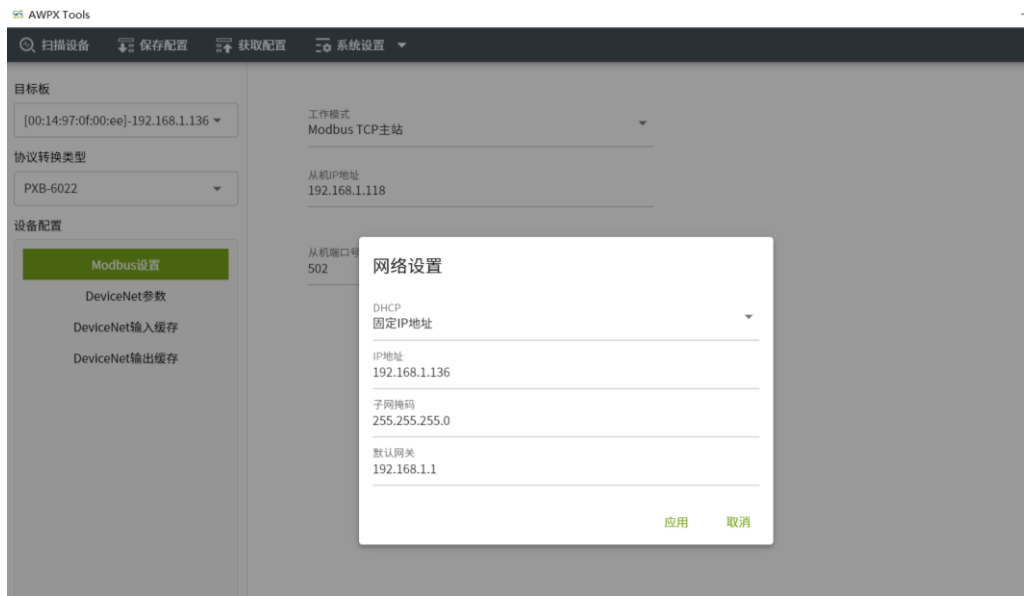 AWPX Tools
扫描设备 保存配置 获取配置 系统设置
目标板
[00:14:97:0f:00:ee]-192.168.1.136
协议转换类型
PXB-6022
设备配置
Modbus设置
DeviceNet参数
DeviceNet输入缓存
DeviceNet输出缓存
工作模式
Modbus TCP主站
从机IP地址
192.168.1.118
从机端口号
502
网络设置
DHCP
固定IP地址
IP地址
192.168.1.136
子网掩码
255.255.255.0
默认网关
192.168.1.1
应用 取消